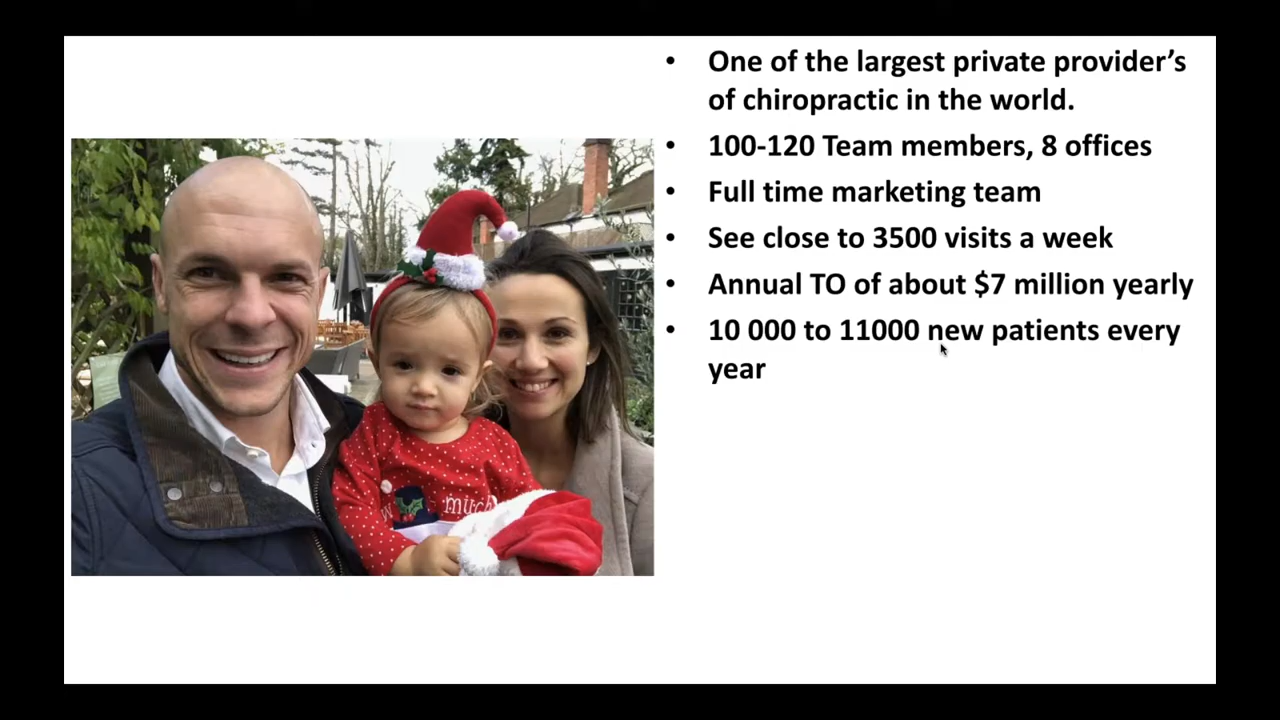 One of the largest private provider’s
of chiropractic in the world.
100-120 Team members, 8 offices
Full time marketing team
See close to 3500 visits a week
Annual TO of about $7 million yearly
10 000 to 11000 new patients every
year
much